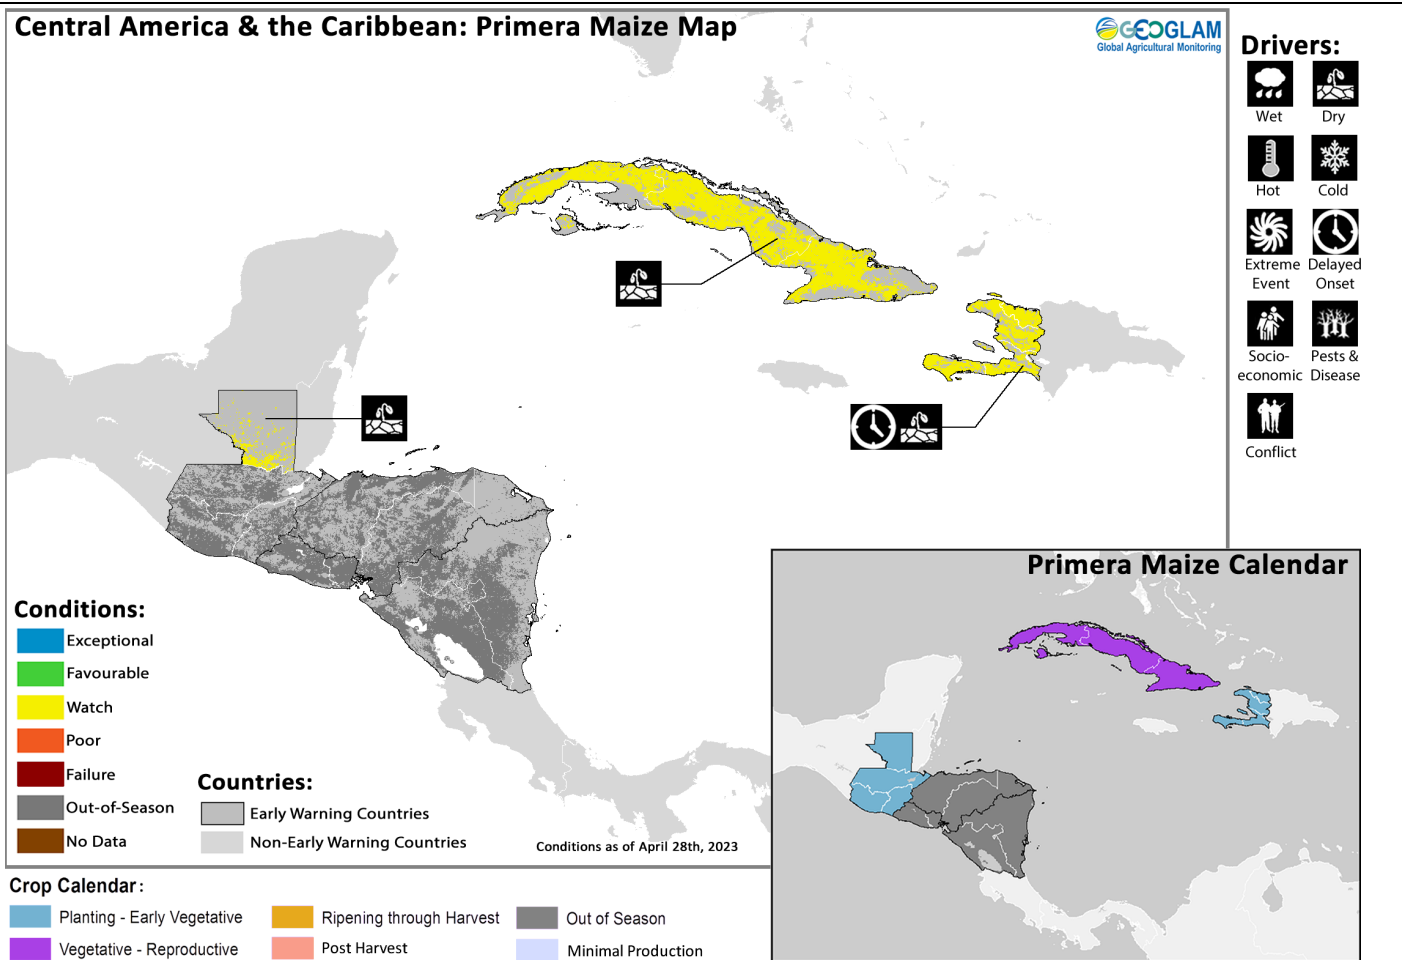 Central America & the Caribbean: Primera Maize Map
GEOGLAM
Global Agricultural Monitoring
Drivers:
Wet
Dry
Hot
Cold
Extreme
Event
Delayed
Onset
Socio-
economic
Pests &
Disease
Conflict
Conditions:
Exceptional
Favourable
Watch
Poor
Failure
Out-of-Season
No Data
Countries:
Early Warning Countries
Non-Early Warning Countries
Conditions as of April 28th, 2023
Primera Maize Calendar
Crop Calendar:
Planting - Early Vegetative
Vegetative - Reproductive
Ripening through Harvest
Post Harvest
Out of Season
Minimal Production